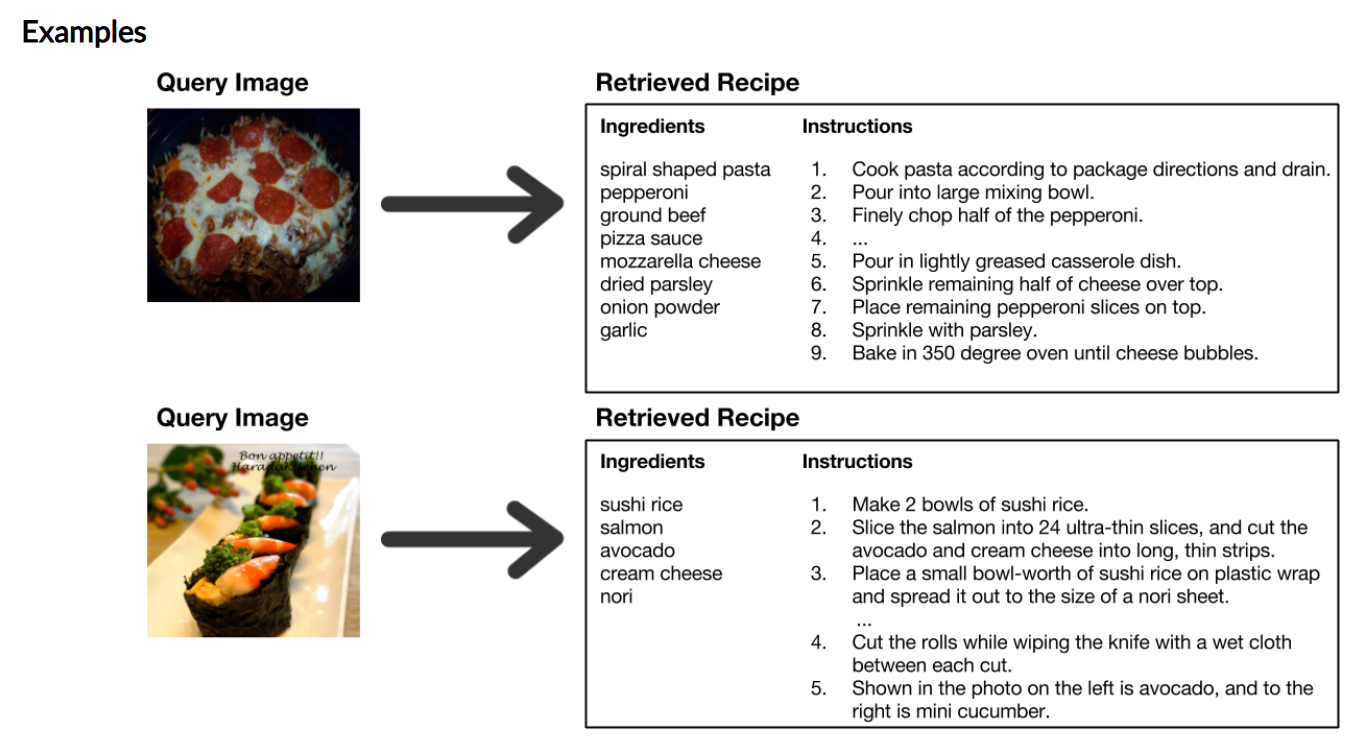 Examples
Query Image
Retrieved Recipe
Ingredients
Instructions
spiral shaped pasta
pepperoni
ground beef
pizza sauce
mozzarella cheese
dried parsley
onion powder
garlic
1. Cook pasta according to package directions and drain.
2. Pour into large mixing bowl.
3. Finely chop half of the pepperoni.
4. ...
5. Pour in lightly greased casserole dish.
6. Sprinkle remaining half of cheese over top.
7. Place remaining pepperoni slices on top.
8. Sprinkle with parsley.
9. Bake in 350 degree oven until cheese bubbles.
Query Image
Bon appetit!!
Retrieved Recipe
Ingredients
Instructions
sushi rice
salmon
avocado
cream cheese
nori
1. Make 2 bowls of sushi rice.
2. Slice the salmon into 24 ultra-thin slices, and cut the
avocado and cream cheese into long, thin strips.
3. Place a small bowl-worth of sushi rice on plastic wrap
and spread it out to the size of a nori sheet.
...
4. Cut the rolls while wiping the knife with a wet cloth
between each cut.
5. Shown in the photo on the left is avocado, and to the
right is mini cucumber.